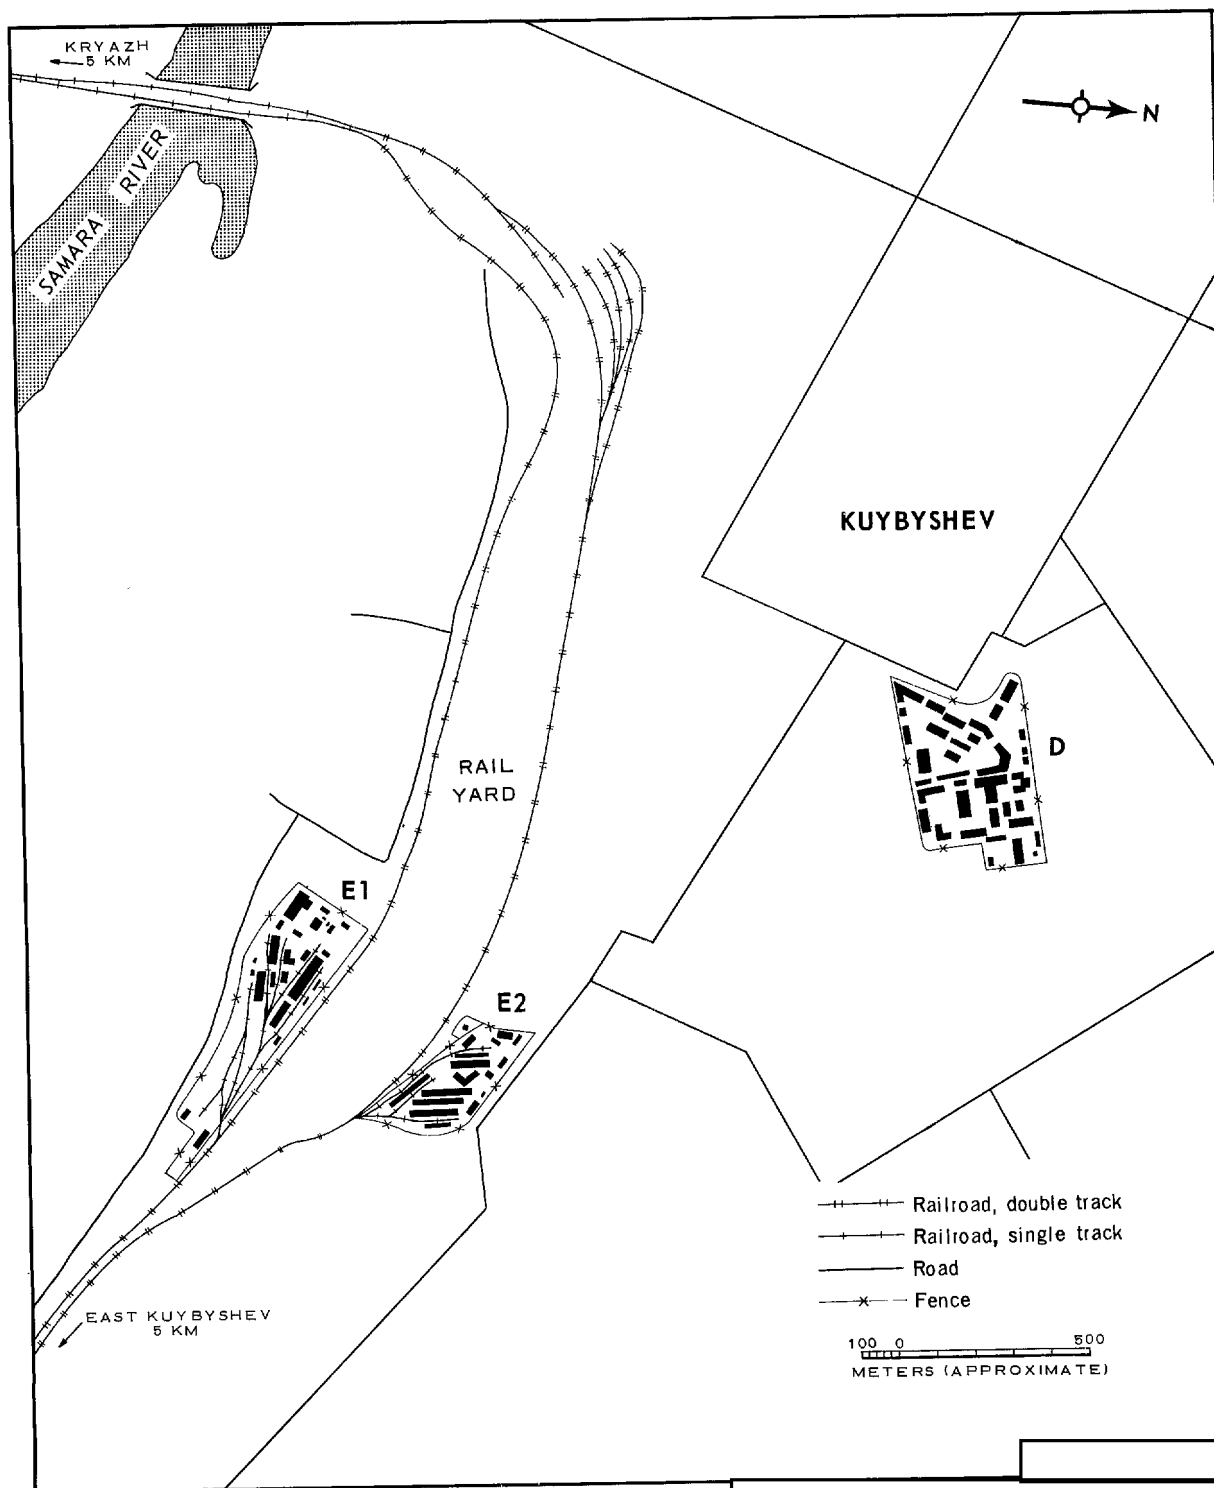 KRYAZH
5 KM
N
SAMARA RIVER
KUYBYSHEV
D
RAIL
YARD
E1
E2
Railroad, double track
Railroad, single track
Road
Fence
EAST KUYBYSHEV
5 KM
100 0 500
METERS (APPROXIMATE)